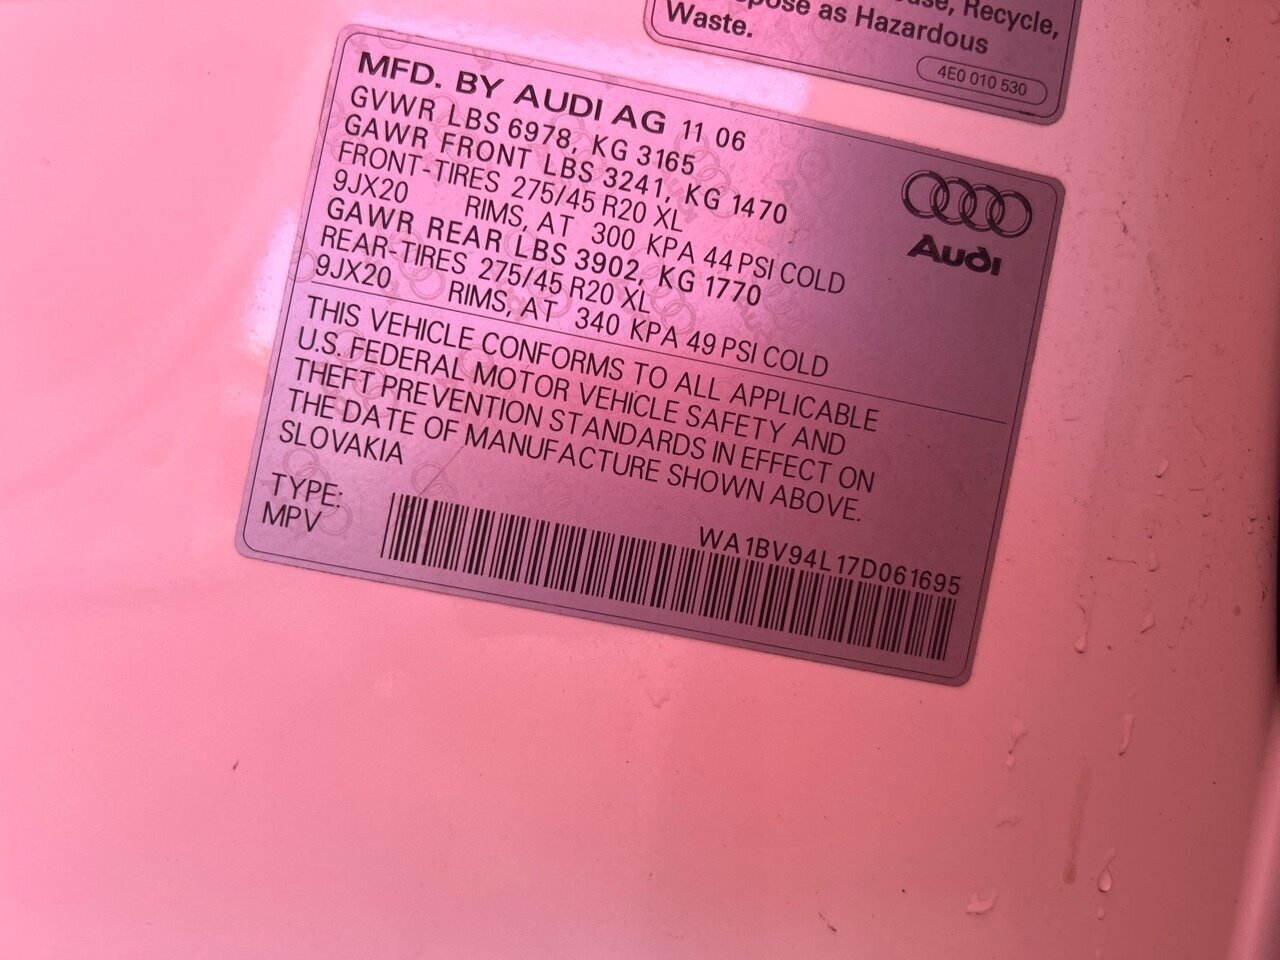 use, Recycle,
pose as Hazardous
Waste.
4E0 010 530
MFD. BY AUDI AG 11 06
GVWR LBS 6978, KG 3165
GAWR FRONT LBS 3241, KG 1470
FRONT-TIRES 275/45 R20 XL
9JX20 RIMS, AT 300 KPA 44 PSI COLD
GAWR REAR LBS 3902, KG 1770
REAR-TIRES 275/45 R20 XL
9JX20 RIMS, AT 340 KPA 49 PSI COLD
Audi
THIS VEHICLE CONFORMS TO ALL APPLICABLE
U.S. FEDERAL MOTOR VEHICLE SAFETY AND
THEFT PREVENTION STANDARDS IN EFFECT ON
THE DATE OF MANUFACTURE SHOWN ABOVE.
SLOVAKIA
TYPE:
MPV
WA1BV94L17D061695